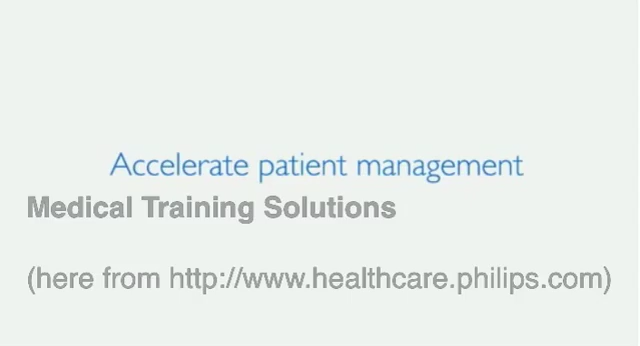 Accelerate patient management
Medical Training Solutions
(here from http://www.healthcare.philips.com)